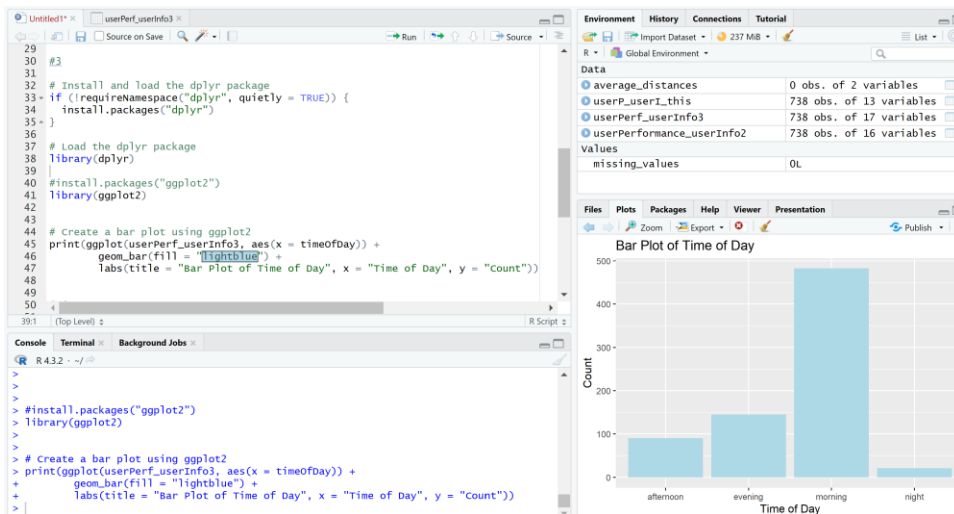 Untitled1* × userPerf_userInfo3 ×
Source on Save Run Source
29
30 #3
31
32 # Install and load the dplyr package
33 if (!requireNamespace("dplyr", quietly = TRUE)) {
34 install.packages("dplyr")
35 }
36
37 # Load the dplyr package
38 library(dplyr)
39
40 #install.packages("ggplot2")
41 library(ggplot2)
42
43
44 # Create a bar plot using ggplot2
45 print(ggplot(userPerf_userInfo3, aes(x = timeOfDay)) +
46 geom_bar(fill = "lightblue") +
47 labs(title = "Bar Plot of Time of Day", x = "Time of Day", y = "Count"))
48
49
50
39:1 (Top Level) R Script
Console Terminal × Background Jobs ×
R R 4.3.2 · ~/
>
>
>
> #install.packages("ggplot2")
> library(ggplot2)
>
>
> # Create a bar plot using ggplot2
> print(ggplot(userPerf_userInfo3, aes(x = timeOfDay)) +
+ geom_bar(fill = "lightblue") +
+ labs(title = "Bar Plot of Time of Day", x = "Time of Day", y = "Count"))
>
Environment History Connections Tutorial
Import Dataset 237 MiB List
R Global Environment
Data
average_distances 0 obs. of 2 variables
userP_userI_this 738 obs. of 13 variables
userPerf_userInfo3 738 obs. of 17 variables
userPerformance_userInfo2 738 obs. of 16 variables
Values
missing_values 0L
Files Plots Packages Help Viewer Presentation
Zoom Export Publish
Bar Plot of Time of Day
500
400
300
200
100
0
Count
afternoon evening morning night
Time of Day